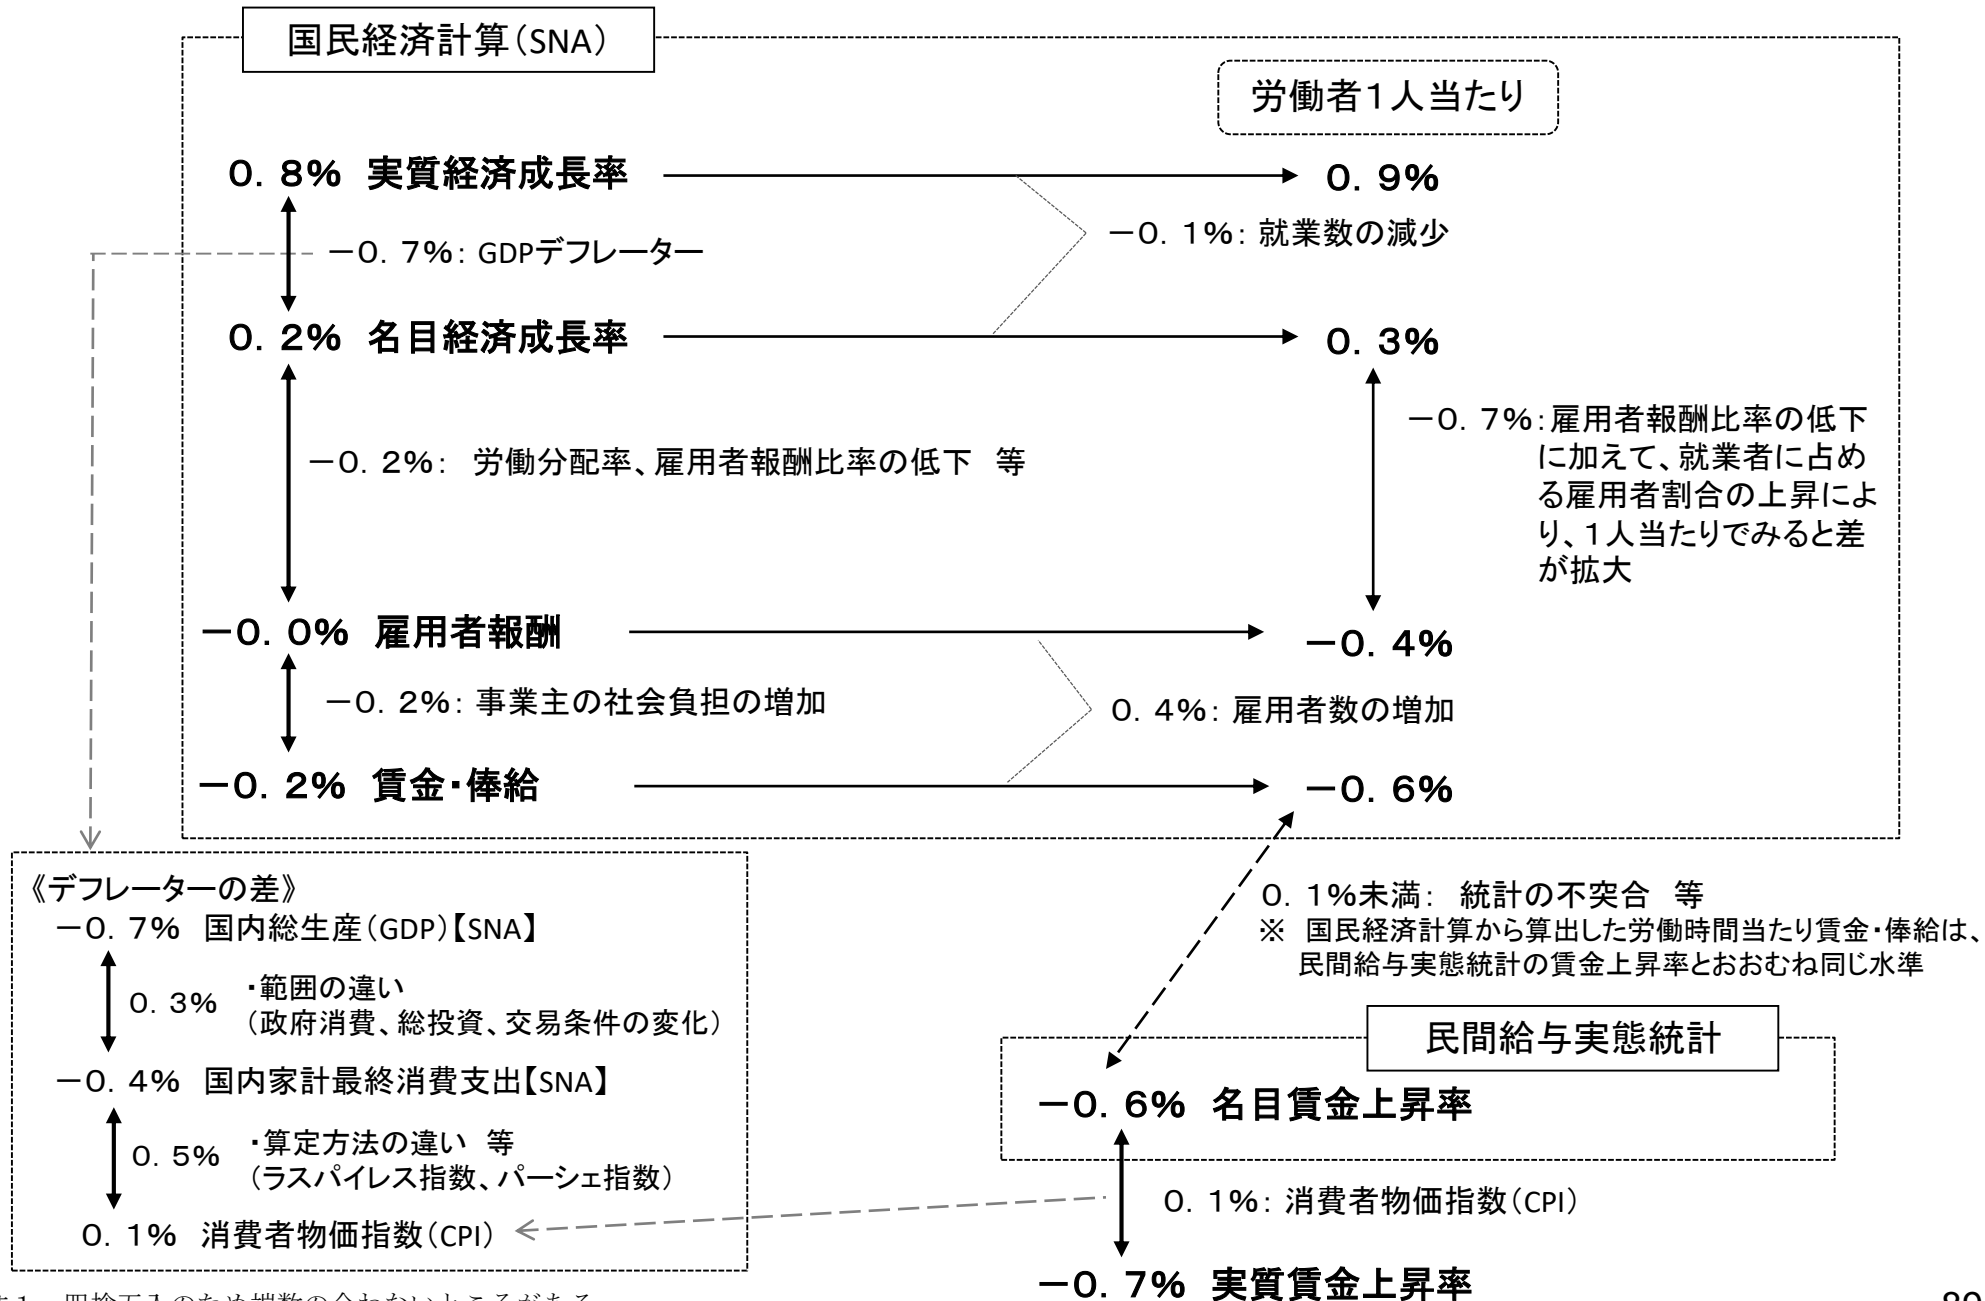 国民経済計算（SNA）
労働者１人当たり
０．８％　実質経済成長率
０．９％
－０．１％：就業数の減少
－０．７％：GDPデフレーター
０．２％　名目経済成長率
０．３％
－０．７％：雇用者報酬比率の低下
に加えて、就業者に占め
る雇用者割合の上昇によ
り、１人当たりでみると差
が拡大
－０．２％：　労働分配率、雇用者報酬比率の低下　等
－０．０％　雇用者報酬
－０．４％
－０．２％：事業主の社会負担の増加
０．４％：雇用者数の増加
－０．２％　賃金・俸給
－０．６％
《デフレーターの差》
－０．７％　国内総生産（GDP）【SNA】
０．３％　・範囲の違い
（政府消費、総投資、交易条件の変化）
－０．４％　国内家計最終消費支出【SNA】
０．５％　・算定方法の違い　等
（ラスパイレス指数、パーシェ指数）
０．１％　消費者物価指数（CPI）
０．１％未満：　統計の不突合　等
※　国民経済計算から算出した労働時間当たり賃金・俸給は、
民間給与実態統計の賃金上昇率とおおむね同じ水準
民間給与実態統計
－０．６％　名目賃金上昇率
０．１％：消費者物価指数（CPI）
－０．７％　実質賃金上昇率